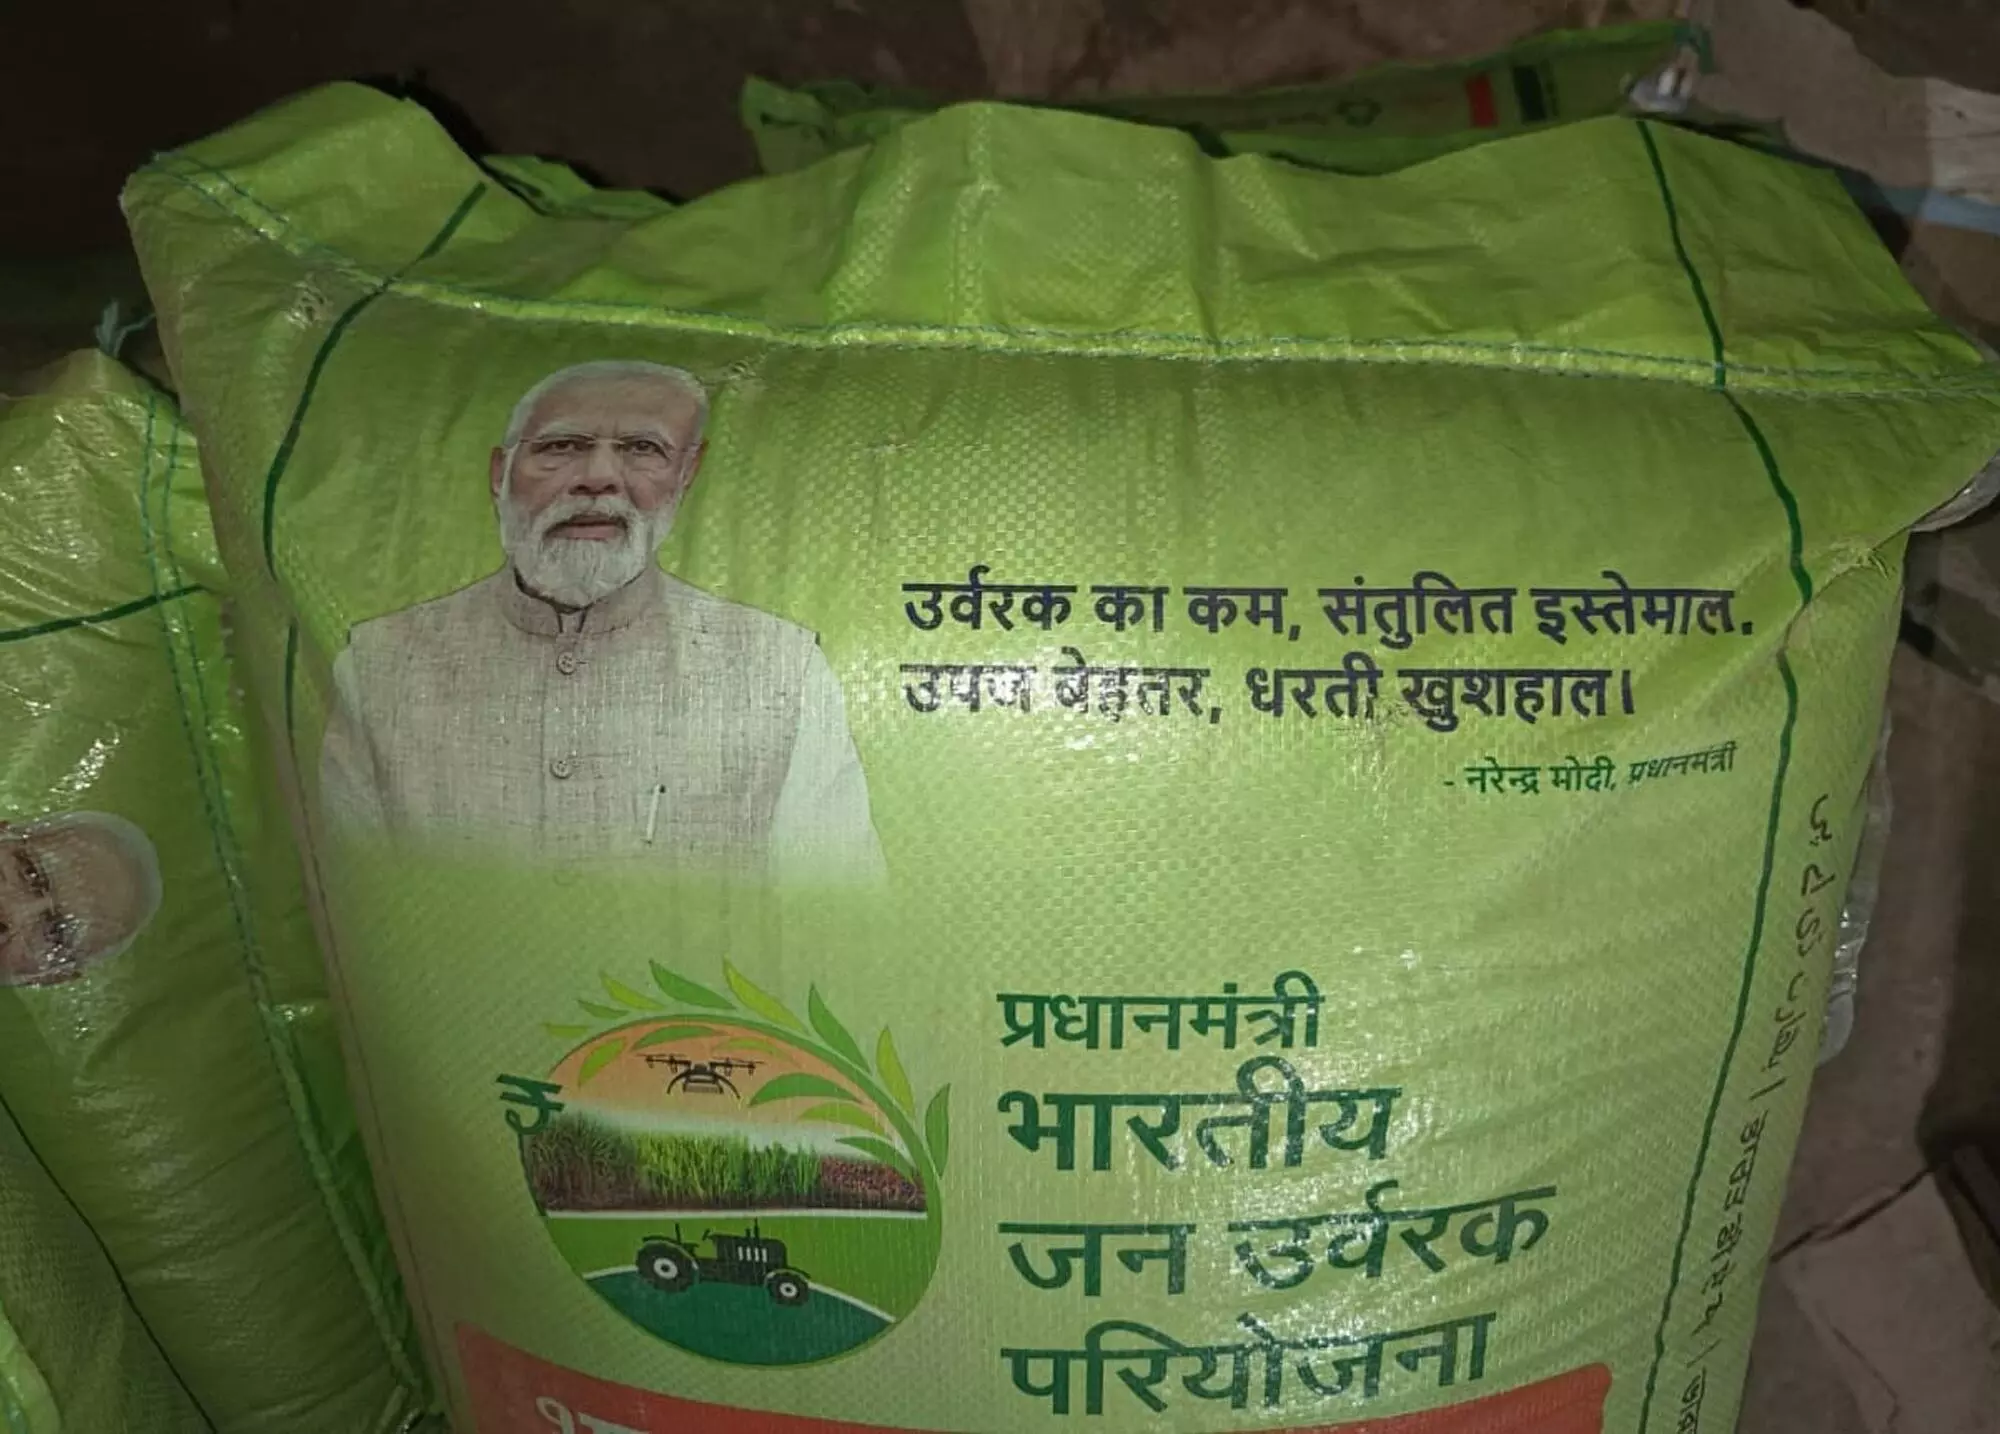 उर्वरक का कम, संतुलित इस्तेमाल.
उपज बेहतर, धरती खुशहाल।
- नरेन्द्र मोदी, प्रधानमंत्री
प्रधानमंत्री
भारतीय
जन उर्वरक
परियोजना